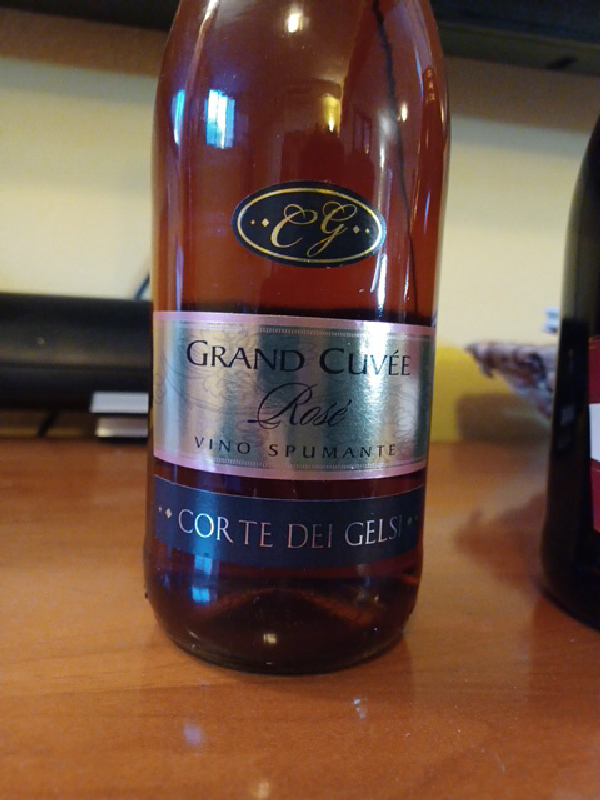 CG
GRAND CUVÉE
Rosé
VINO SPUMANTE
CORTE DEI GELSI